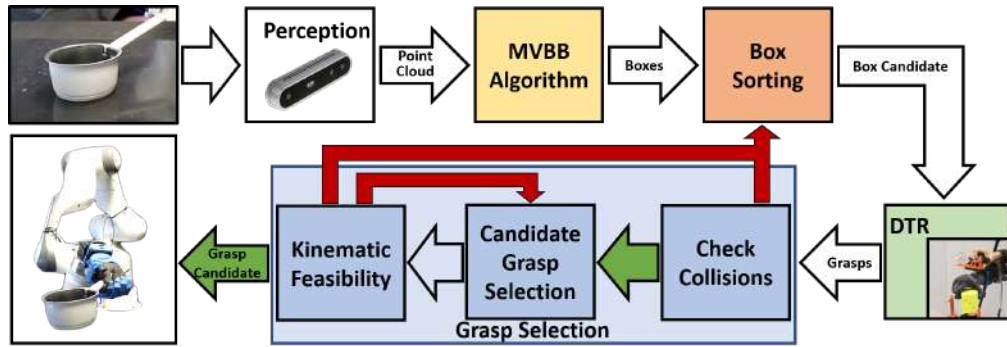 Perception
Point
Cloud
MVBB
Algorithm
Boxes
Box
Sorting
Box Candidate
DTR
Grasps
Check
Collisions
Candidate
Grasp
Selection
Kinematic
Feasibility
Grasp
Candidate
Grasp Selection